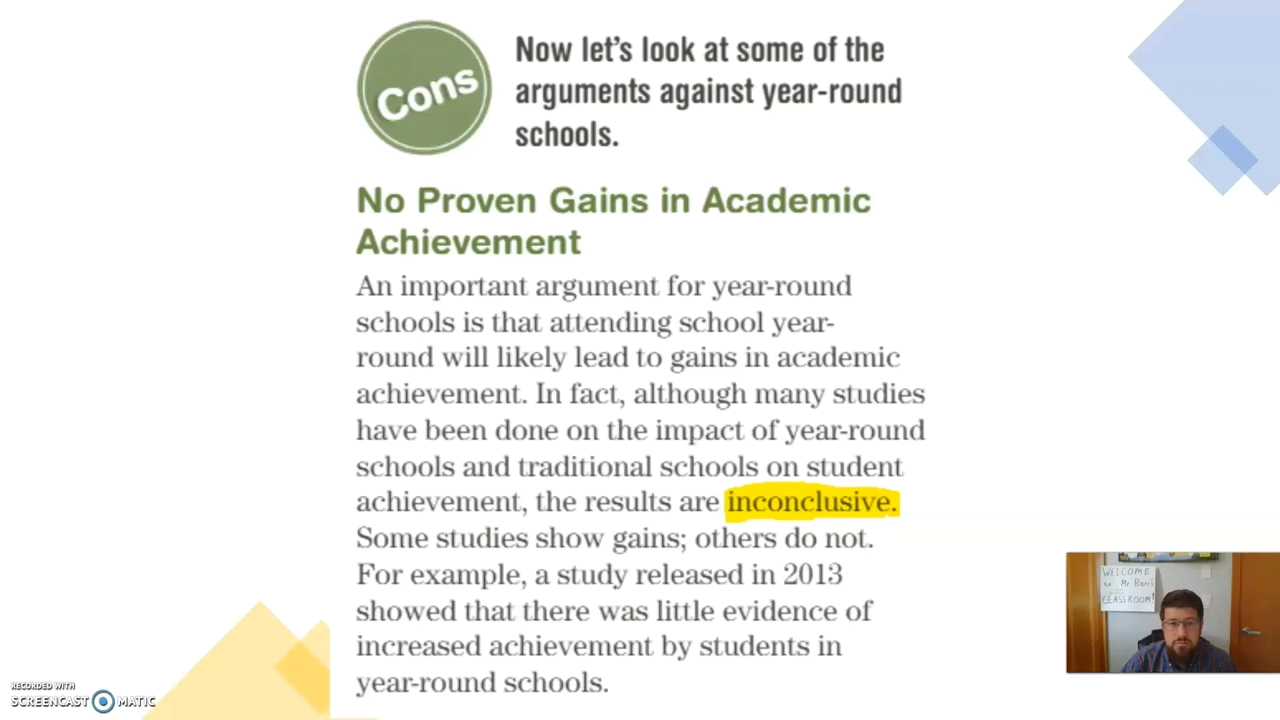 Cons
Now let's look at some of the
arguments against year-round
schools.
No Proven Gains in Academic
Achievement
An important argument for year-round
schools is that attending school year-
round will likely lead to gains in academic
achievement. In fact, although many studies
have been done on the impact of year-round
schools and traditional schools on student
achievement, the results are inconclusive.
Some studies show gains; others do not.
For example, a study released in 2013
showed that there was little evidence of
increased achievement by students in
year-round schools.
WELCOME
to Mr Barr's
CLASSROOM!
RECORDED WITH
SCREENCAST MATIC